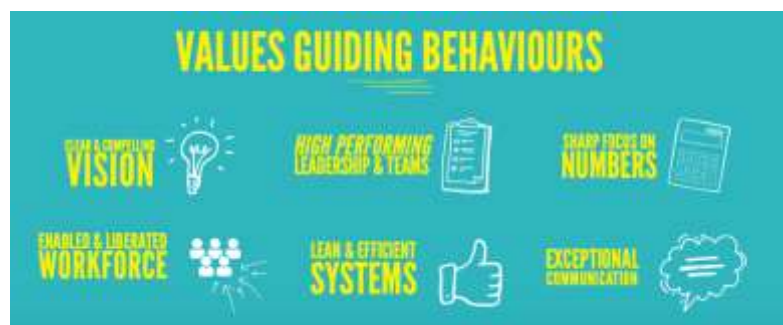 VALUES GUIDING BEHAVIOURS
CLEAR & COMPELLING
VISION
HIGH PERFORMING
LEADERSHIP & TEAMS
SHARP FOCUS ON
NUMBERS
ENABLED & LIBERATED
WORKFORCE
LEAN & EFFICIENT
SYSTEMS
EXCEPTIONAL
COMMUNICATION